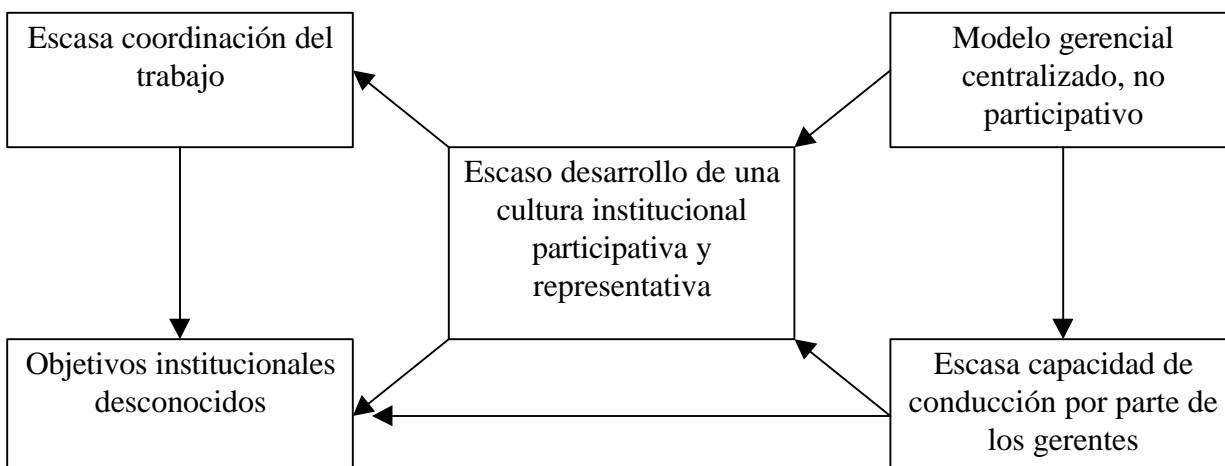 Escasa coordinación del
trabajo
Modelo gerencial
centralizado, no
participativo
Escaso desarrollo de una
cultura institucional
participativa y
representativa
Objetivos institucionales
desconocidos
Escasa capacidad de
conducción por parte de
los gerentes